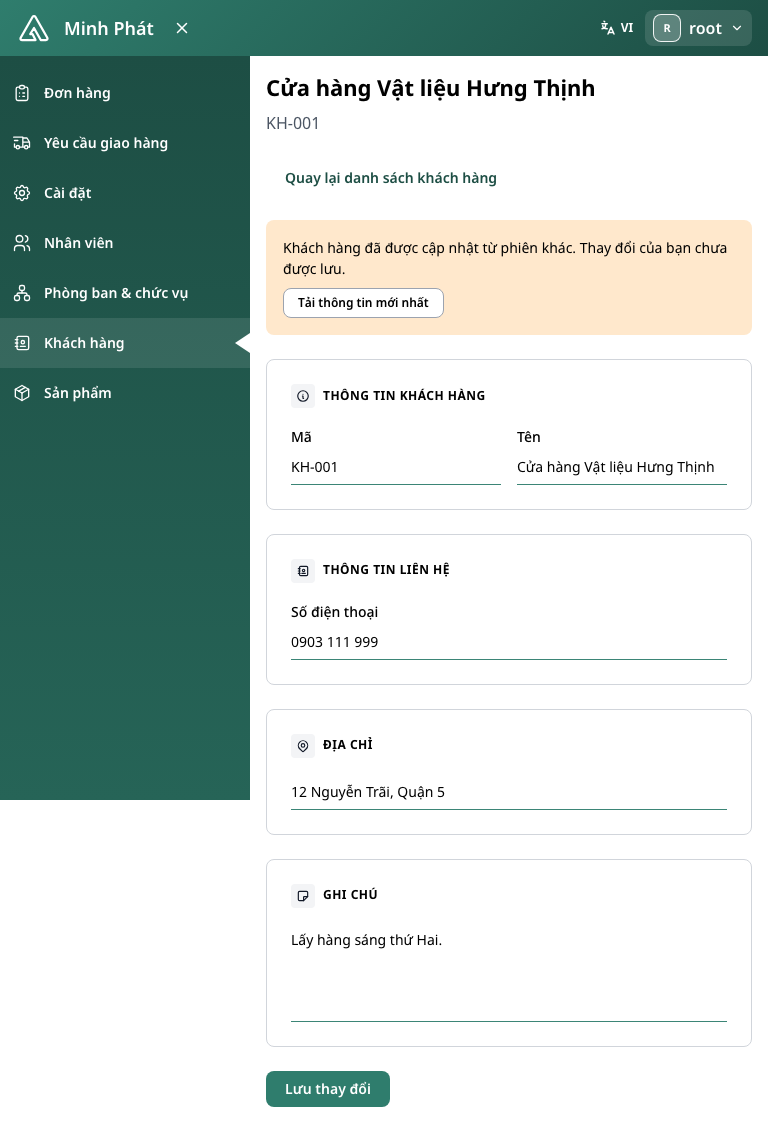 Minh Phát
VI
R
root
Đơn hàng
Yêu cầu giao hàng
Cài đặt
Nhân viên
Phòng ban & chức vụ
Khách hàng
Sản phẩm
Cửa hàng Vật liệu Hưng Thịnh
KH-001
Quay lại danh sách khách hàng
Khách hàng đã được cập nhật từ phiên khác. Thay đổi của bạn chưa
được lưu.
Tải thông tin mới nhất
THÔNG TIN KHÁCH HÀNG
Mã
Tên
KH-001
Cửa hàng Vật liệu Hưng Thịnh
THÔNG TIN LIÊN HỆ
Số điện thoại
0903 111 999
ĐỊA CHỈ
12 Nguyễn Trãi, Quận 5
GHI CHÚ
Lấy hàng sáng thứ Hai.
Lưu thay đổi